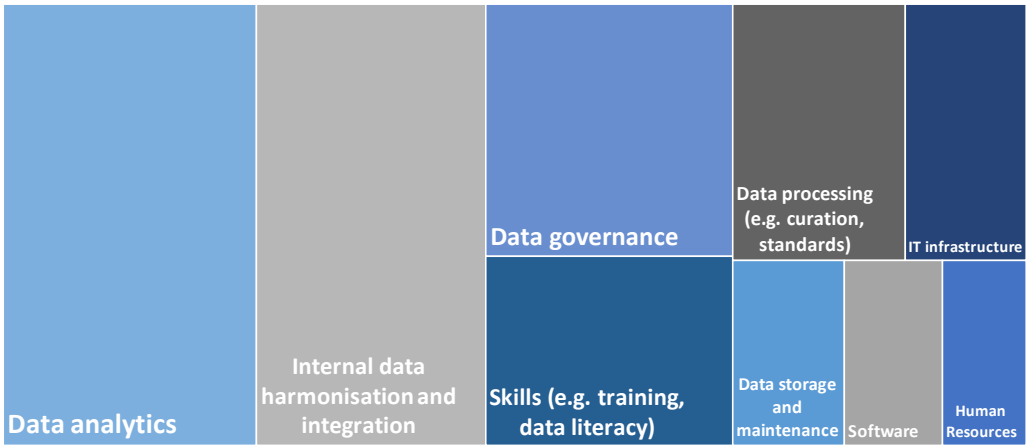 Data analytics
Internal data
harmonisation and
integration
Data governance
Skills (e.g. training,
data literacy)
Data processing
(e.g. curation,
standards)
IT infrastructure
Data storage
and
maintenance
Software
Human
Resources